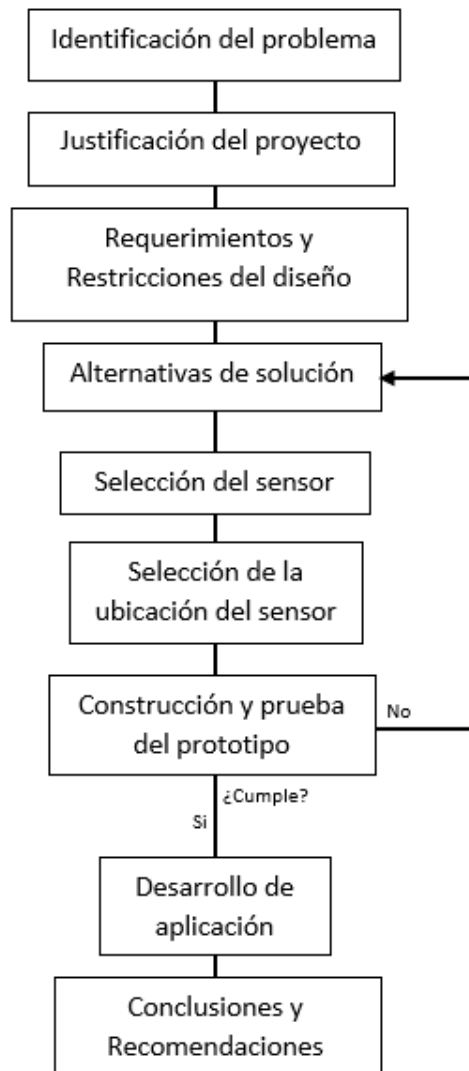 Identificación del problema
Justificación del proyecto
Requerimientos y
Restricciones del diseño
Alternativas de solución
Selección del sensor
Selección de la
ubicación del sensor
Construcción y prueba
del prototipo
No
¿Cumple?
Si
Desarrollo de
aplicación
Conclusiones y
Recomendaciones